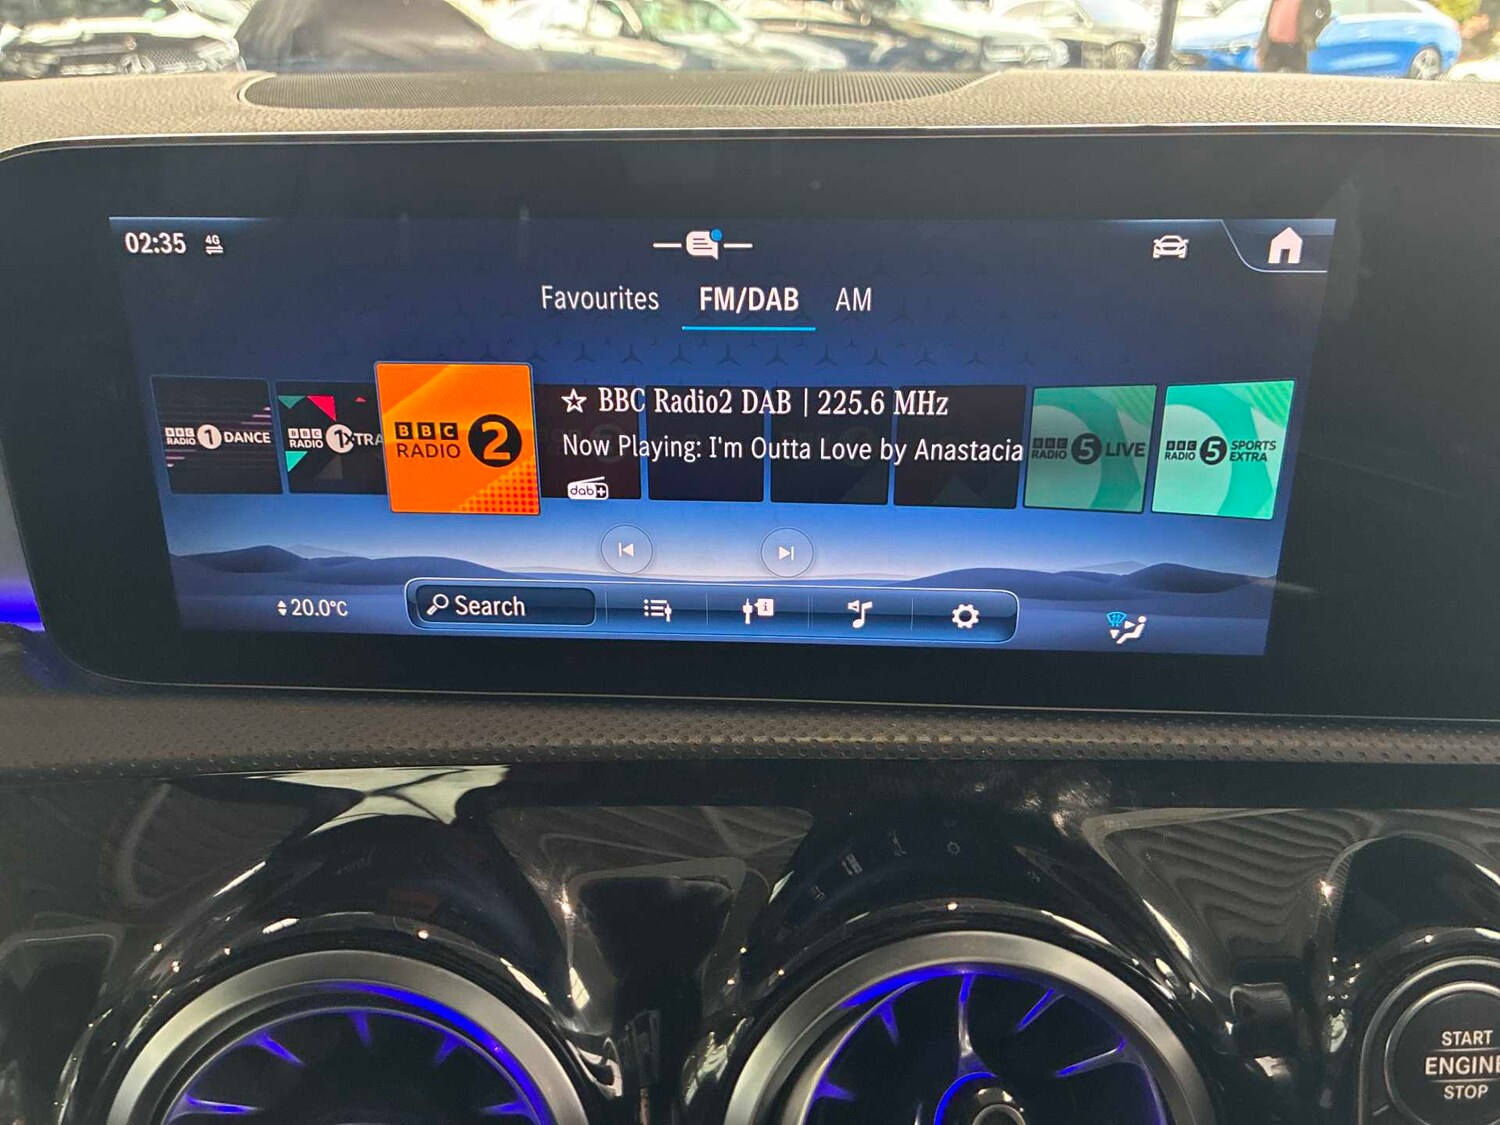 02:35 4G
Favourites FM/DAB AM
BBC RADIO 1 DANCE
BBC RADIO 1XTRA
BBC RADIO 2
☆ BBC Radio2 DAB | 225.6 MHz
Now Playing: I'm Outta Love by Anastacia
dab+
BBC RADIO 5 LIVE
BBC RADIO 5 SPORTS EXTRA
20.0°C
Search
START
ENGINE
STOP